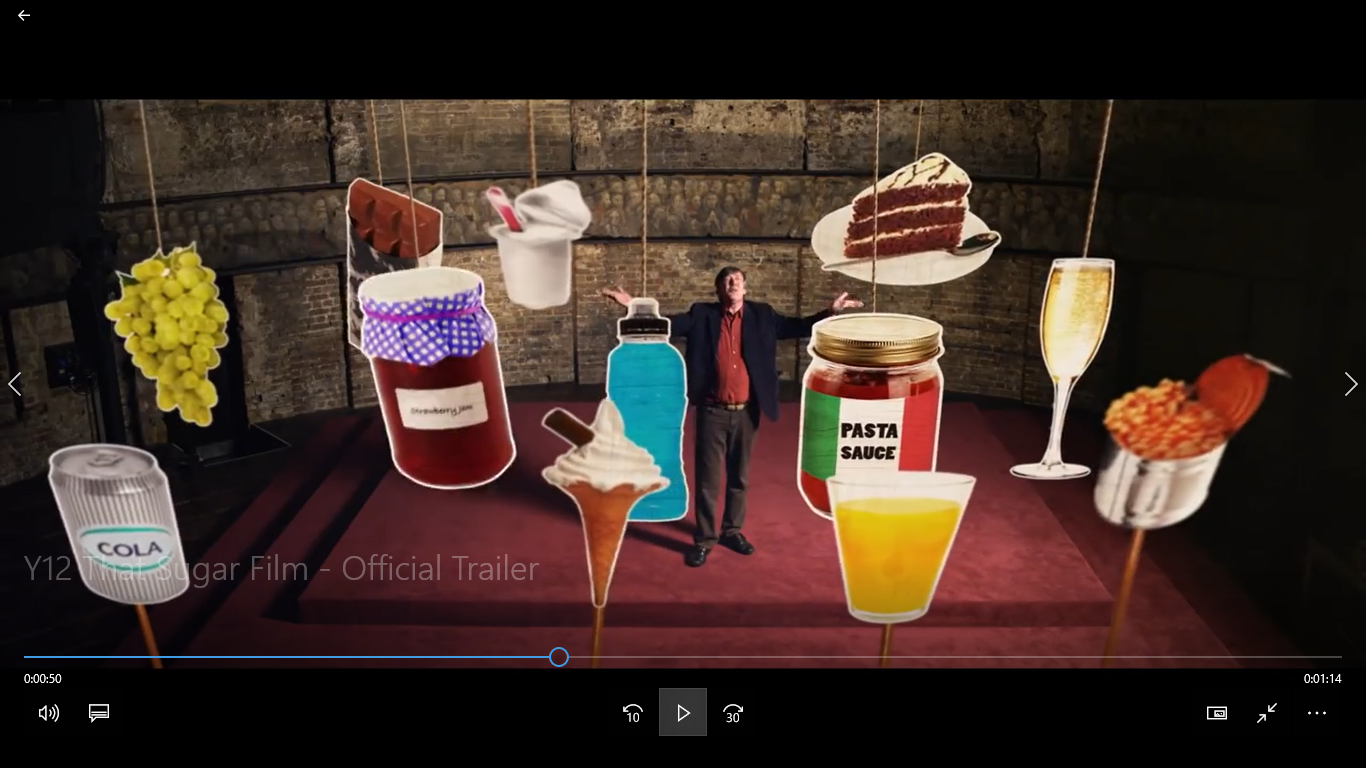 Strawberry Jam
PASTA
SAUCE
COLA
Y12 That Sugar Film - Official Trailer
0:00:50
0:01:14
10
30